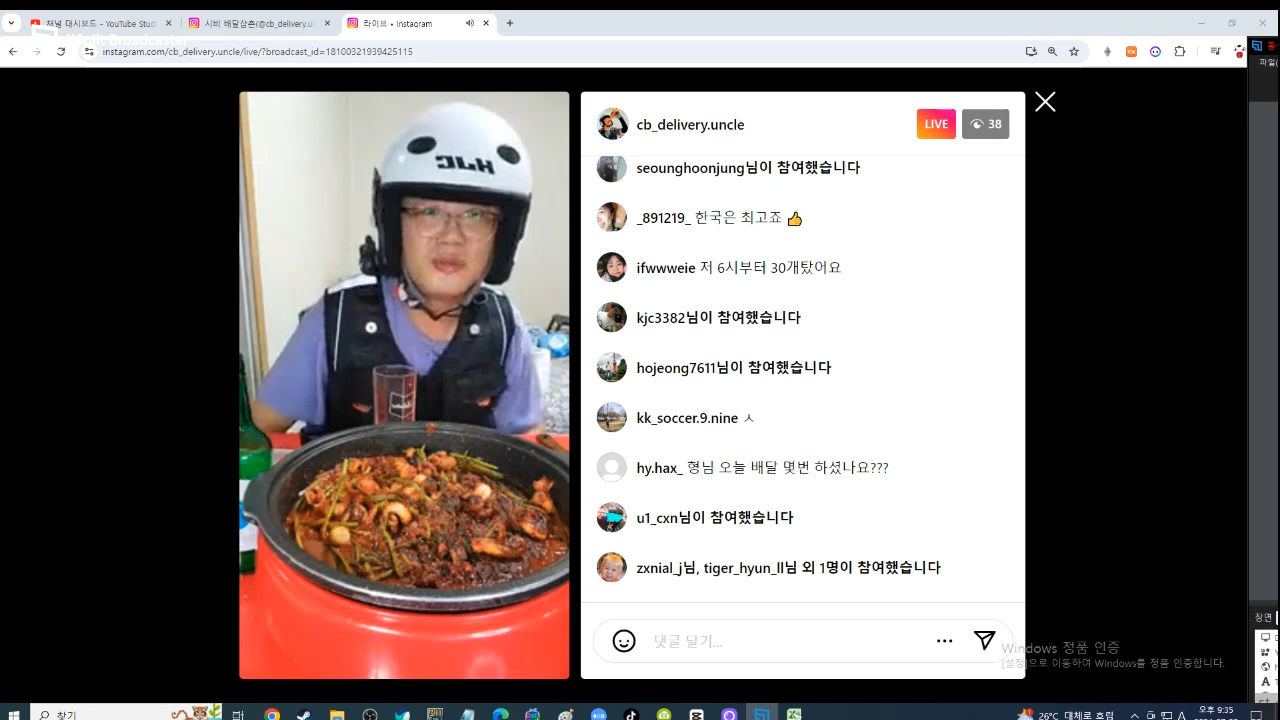 채널 대시보드 - YouTube Studi
시비 배달삼촌(@cb_delivery.u
라이브 • Instagram
instagram.com/cb_delivery.uncle/live/?broadcast_id=18100321939425115
파일(
cb_delivery.uncle
LIVE
38
seounghoonjung님이 참여했습니다
_891219_ 한국은 최고죠 👍
ifwwweie 저 6시부터 30개탔어요
kjc3382님이 참여했습니다
hojeong7611님이 참여했습니다
kk_soccer.9.nine ㅅ
hy.hax_ 형님 오늘 배달 몇번 하셨나요???
u1_cxn님이 참여했습니다
zxnial_j님, tiger_hyun_ll님 외 1명이 참여했습니다
댓글 달기...
장면
Windows 정품 인증
[설정]으로 이동하여 Windows를 정품 인증합니다.
찾기
26°C 대체로 흐림
A
오후 9:35